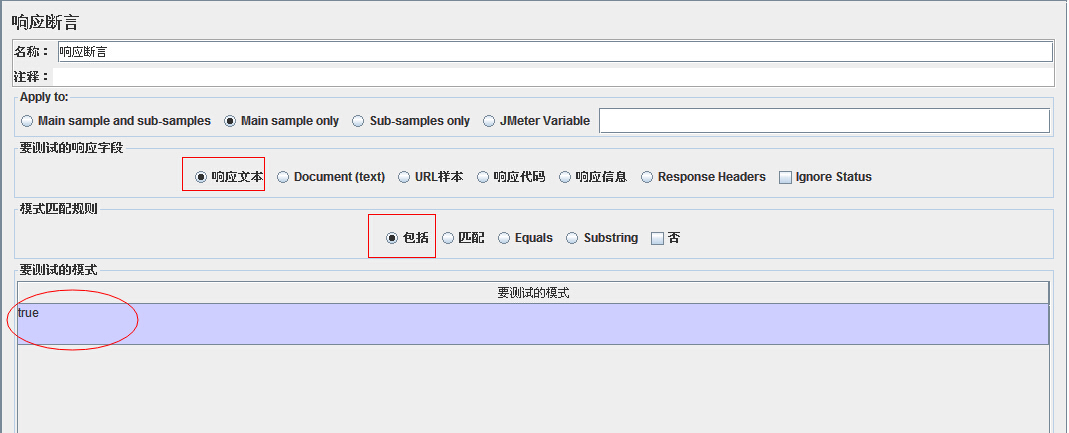 响应断言
名称： 响应断言
注释：
Apply to:
Main sample and sub-samples Main sample only Sub-samples only JMeter Variable
要测试的响应字段
响应文本 Document (text) URL样本 响应代码 响应信息 Response Headers Ignore Status
模式匹配规则
包括 匹配 Equals Substring 否
要测试的模式
要测试的模式
true